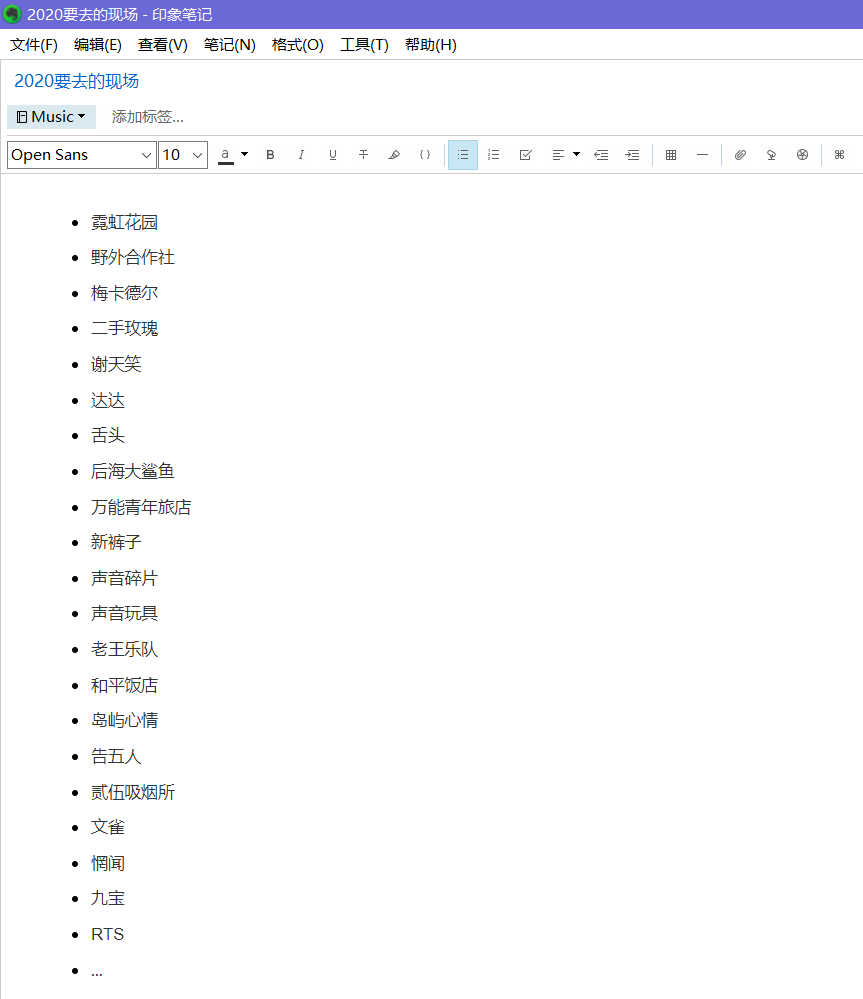 2020要去的现场 - 印象笔记
文件(F) 编辑(E) 查看(V) 笔记(N) 格式(O) 工具(T) 帮助(H)
2020要去的现场
Music 添加标签...
Open Sans 10 a B I U T {}
霓虹花园
野外合作社
梅卡德尔
二手玫瑰
谢天笑
达达
舌头
后海大鲨鱼
万能青年旅店
新裤子
声音碎片
声音玩具
老王乐队
和平饭店
岛屿心情
告五人
贰伍吸烟所
文雀
惘闻
九宝
RTS
...